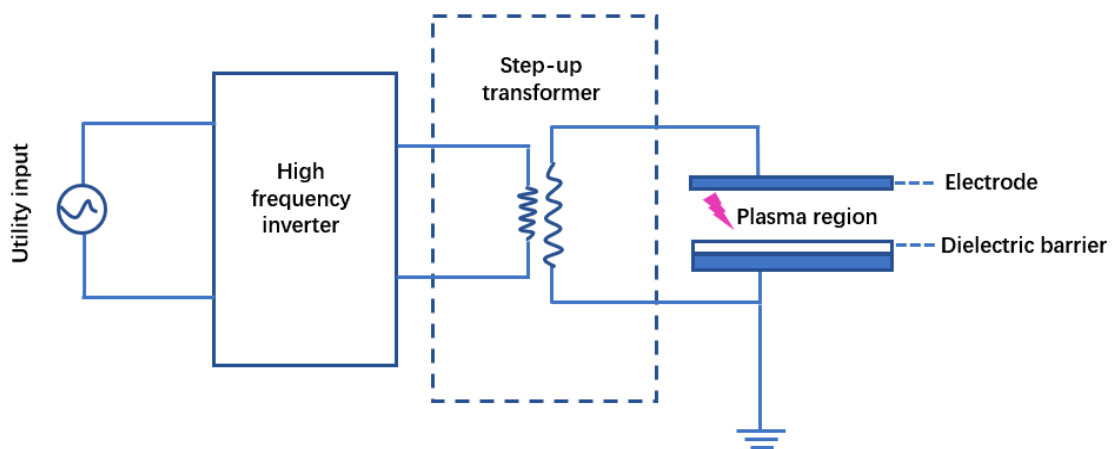 Utility input
High
frequency
inverter
Step-up
transformer
Electrode
Plasma region
Dielectric barrier